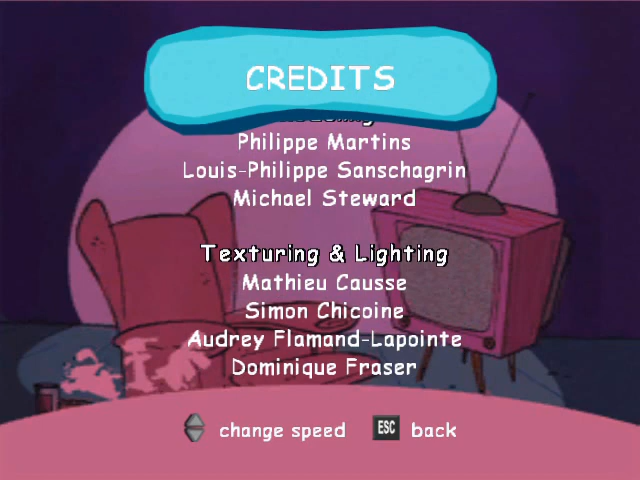 CREDITS
Philippe Martins
Louis-Philippe Sanschagrin
Michael Steward
Texturing & Lighting
Mathieu Causse
Simon Chicoine
Audrey Flamand-Lapointe
Dominique Fraser
change speed ESC back